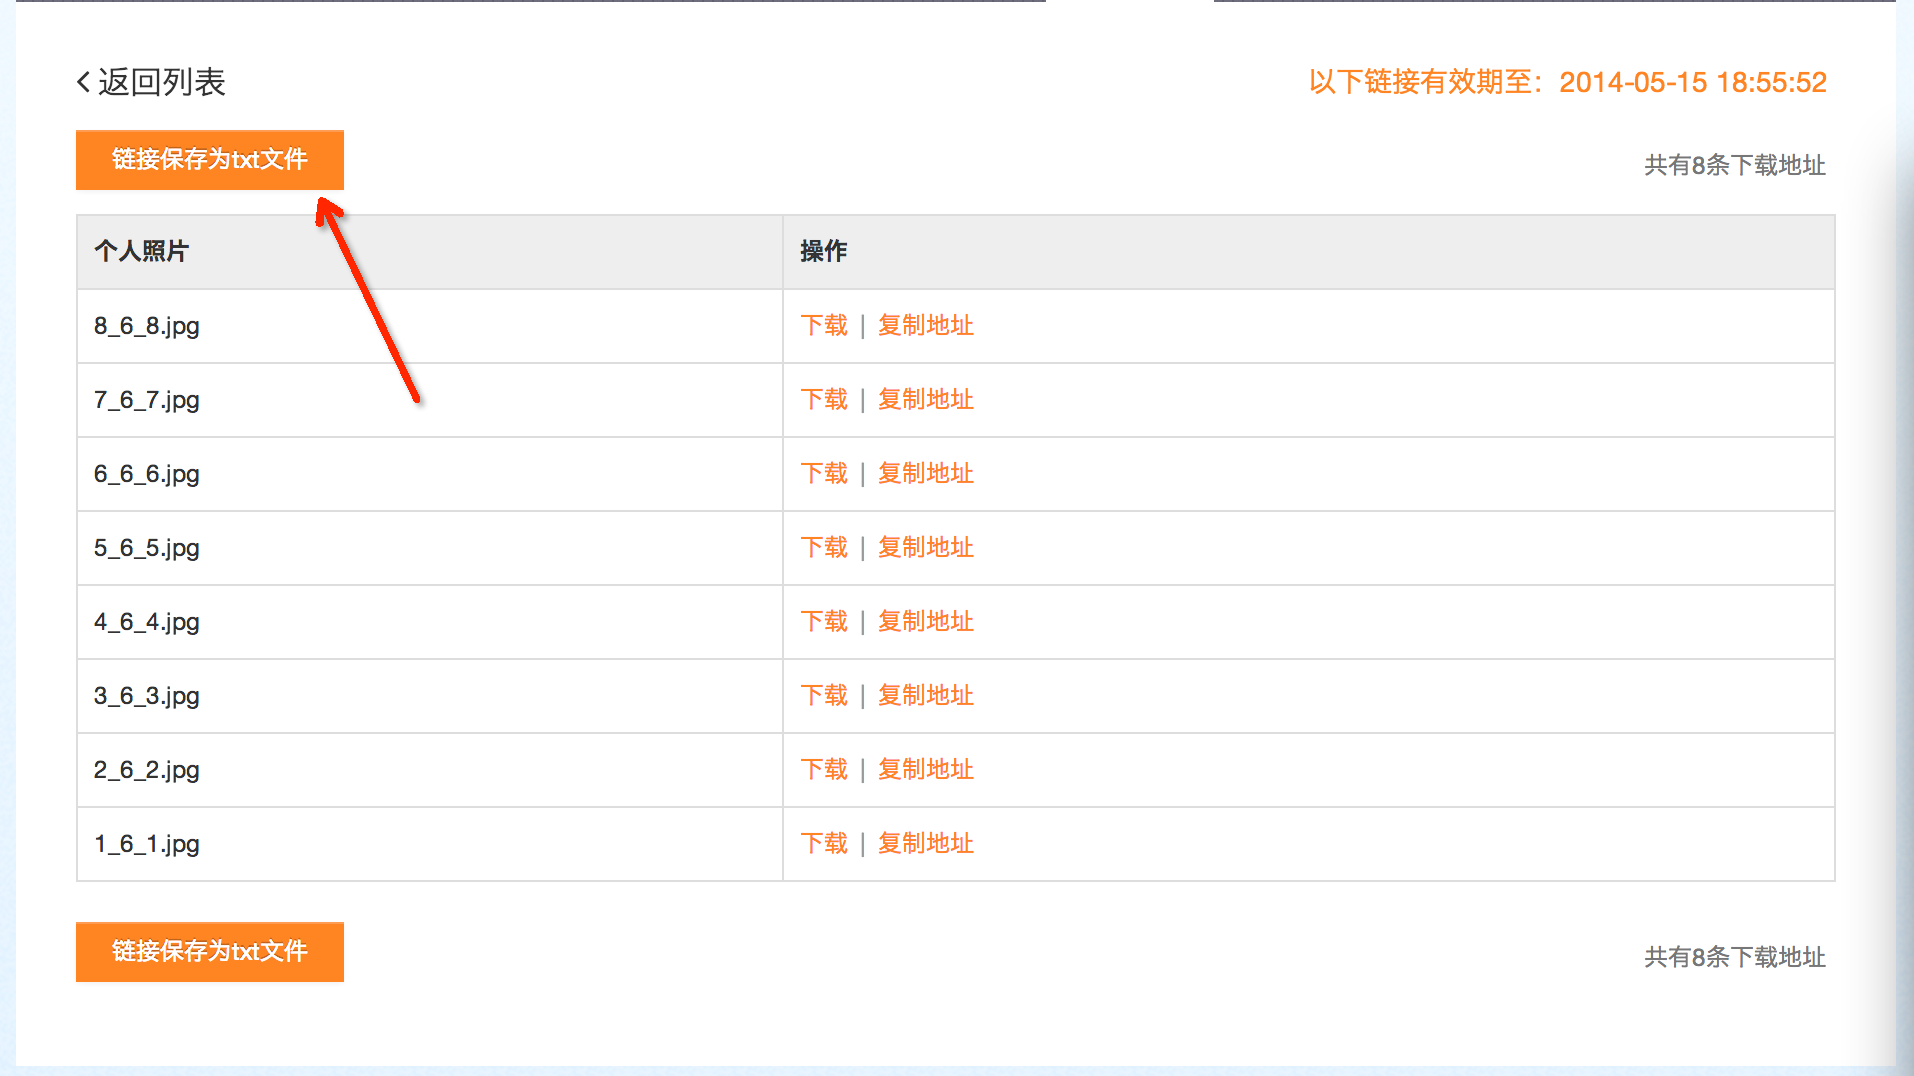 返回列表
以下链接有效期至：2014-05-15 18:55:52
链接保存为txt文件
共有8条下载地址
个人照片 操作
8_6_8.jpg 下载 | 复制地址
7_6_7.jpg 下载 | 复制地址
6_6_6.jpg 下载 | 复制地址
5_6_5.jpg 下载 | 复制地址
4_6_4.jpg 下载 | 复制地址
3_6_3.jpg 下载 | 复制地址
2_6_2.jpg 下载 | 复制地址
1_6_1.jpg 下载 | 复制地址
链接保存为txt文件
共有8条下载地址